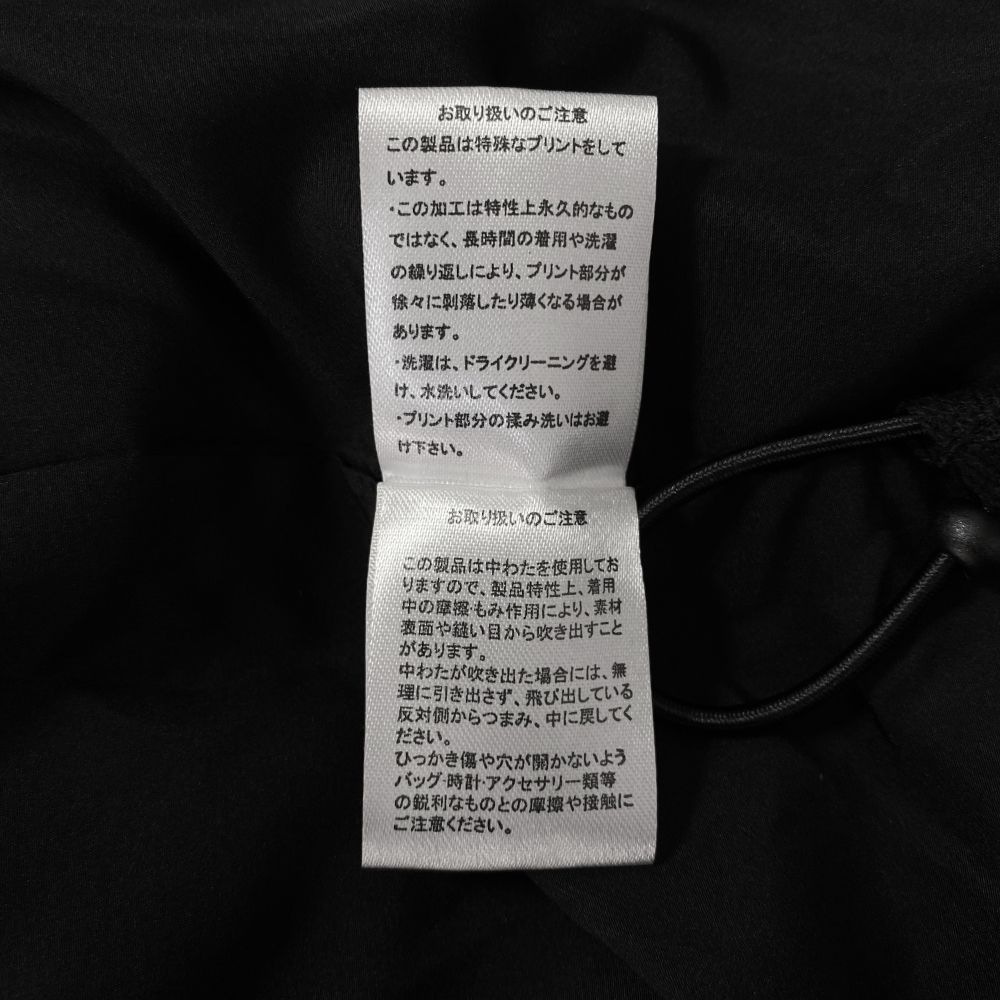 お取り扱いのご注意
この製品は特殊なプリントをして
います。
・この加工は特性上永久的なもの
ではなく、長時間の着用や洗濯
の繰り返しにより、プリント部分が
徐々に剥落したり薄くなる場合が
あります。
・洗濯は、ドライクリーニングを避
け、水洗いしてください。
・プリント部分の揉み洗いはお避
け下さい。
お取り扱いのご注意
この製品は中わたを使用してお
りますので、製品特性上、着用
中の摩擦・もみ作用により、素材
表面や縫い目から吹き出すこと
があります。
中わたが吹き出た場合には、無
理に引き出さず、飛び出している
反対側からつまみ、中に戻してく
ださい。
ひっかき傷や穴が開かないよう
バッグ・時計・アクセサリー類等
の鋭利なものとの摩擦や接触に
ご注意ください。